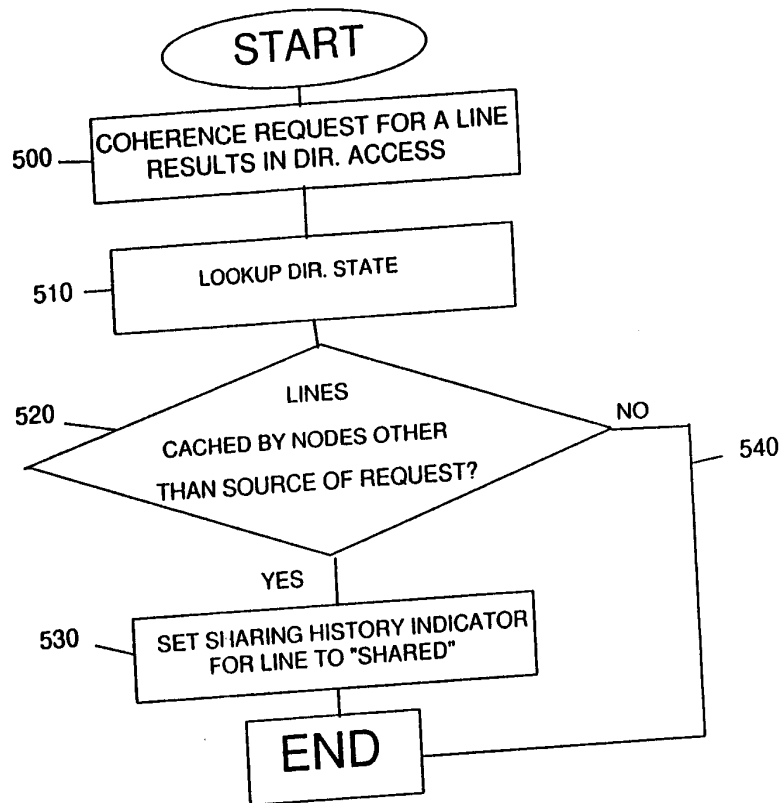 START
500
COHERENCE REQUEST FOR A LINE
RESULTS IN DIR. ACCESS
510
LOOKUP DIR. STATE
520
LINES
CACHED BY NODES OTHER
THAN SOURCE OF REQUEST?
NO
540
YES
530
SET SHARING HISTORY INDICATOR
FOR LINE TO "SHARED"
END